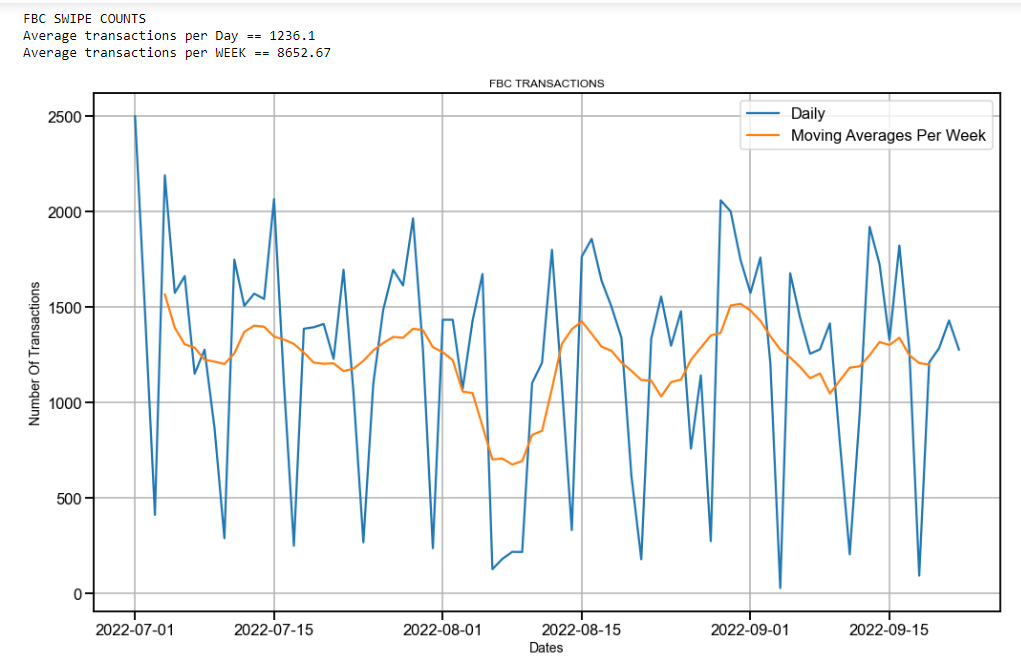 FBC SWIPE COUNTS
Average transactions per Day == 1236.1
Average transactions per WEEK == 8652.67
FBC TRANSACTIONS
Daily
Moving Averages Per Week
2500
2000
1500
1000
500
0
Number Of Transactions
2022-07-01 2022-07-15 2022-08-01 2022-08-15 2022-09-01 2022-09-15
Dates